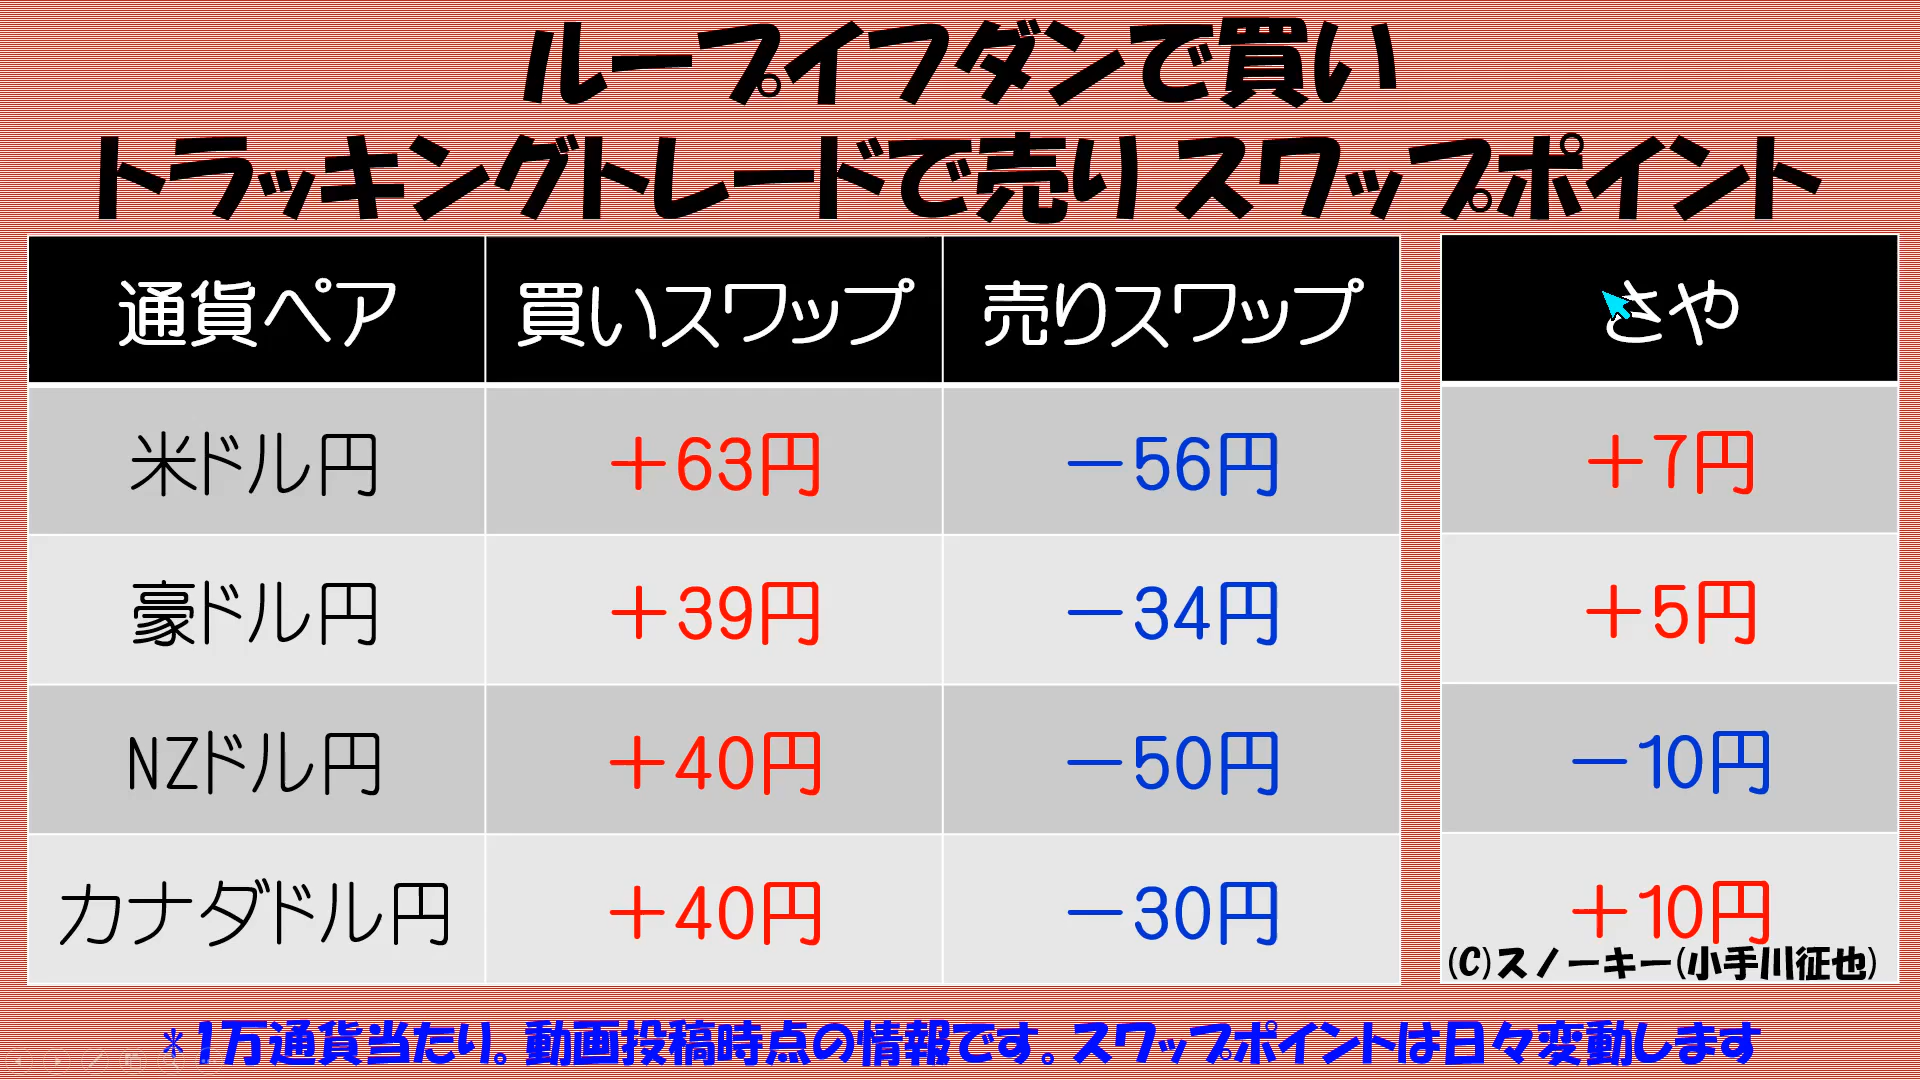 ループイフダンで買い
トラッキングトレードで売り スワップポイント
通貨ペア 買いスワップ 売りスワップ さや
米ドル円 +63円 -56円 +7円
豪ドル円 +39円 -34円 +5円
NZドル円 +40円 -50円 -10円
カナダドル円 +40円 -30円 +10円
(C)スノーキー(小手川征也)
*1万通貨当たり。動画投稿時点の情報です。スワップポイントは日々変動します